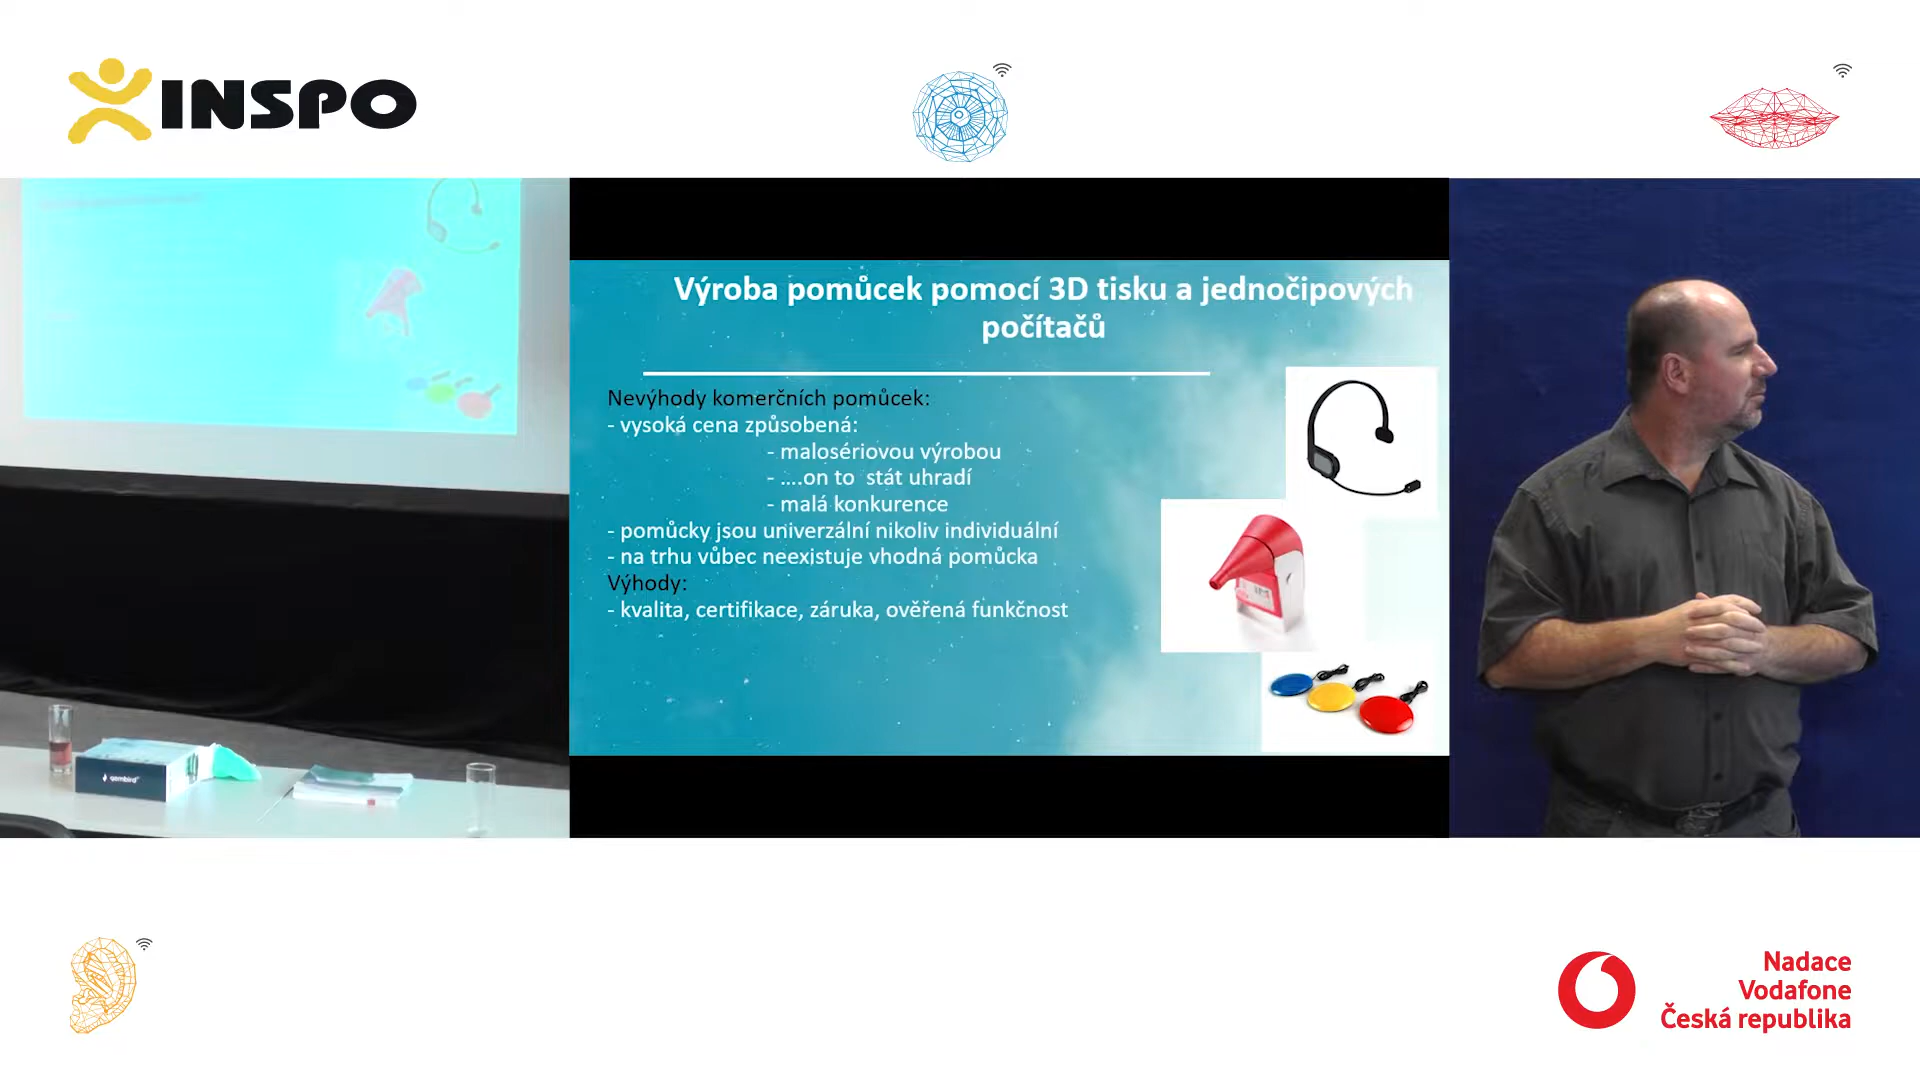 INSPO
Výroba pomůcek pomocí 3D tisku a jednočipových
počítačů
Nevýhody komerčních pomůcek:
- vysoká cena způsobená:
- malosériovou výrobou
- ....on to  stát uhradí
- malá konkurence
- pomůcky jsou univerzální nikoliv individuální
- na trhu vůbec neexistuje vhodná pomůcka
Výhody:
- kvalita, certifikace, záruka, ověřená funkčnost
gembird
Nadace
Vodafone
Česká republika